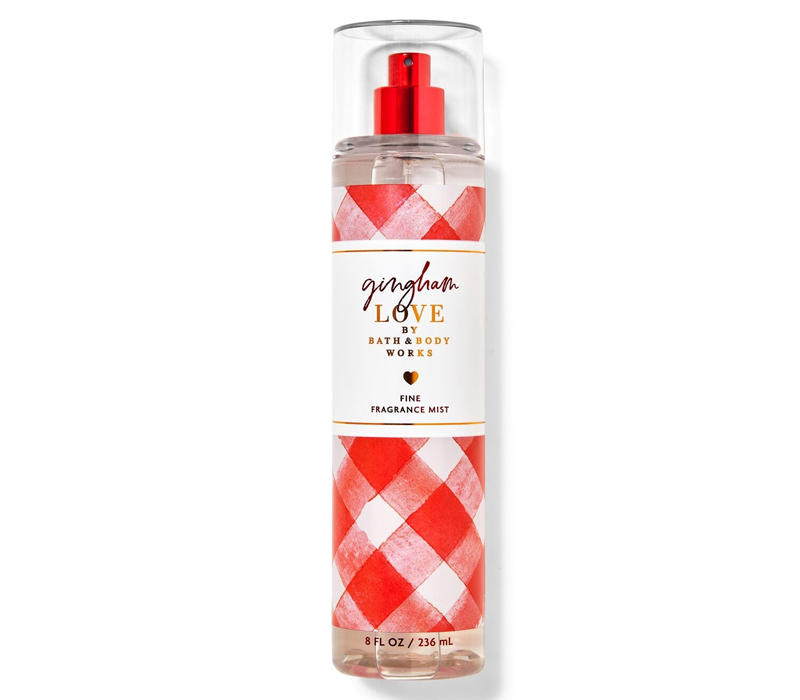 gingham
LOVE
BY
BATH & BODY
WORKS
FINE
FRAGRANCE MIST
8 FL OZ / 236 mL